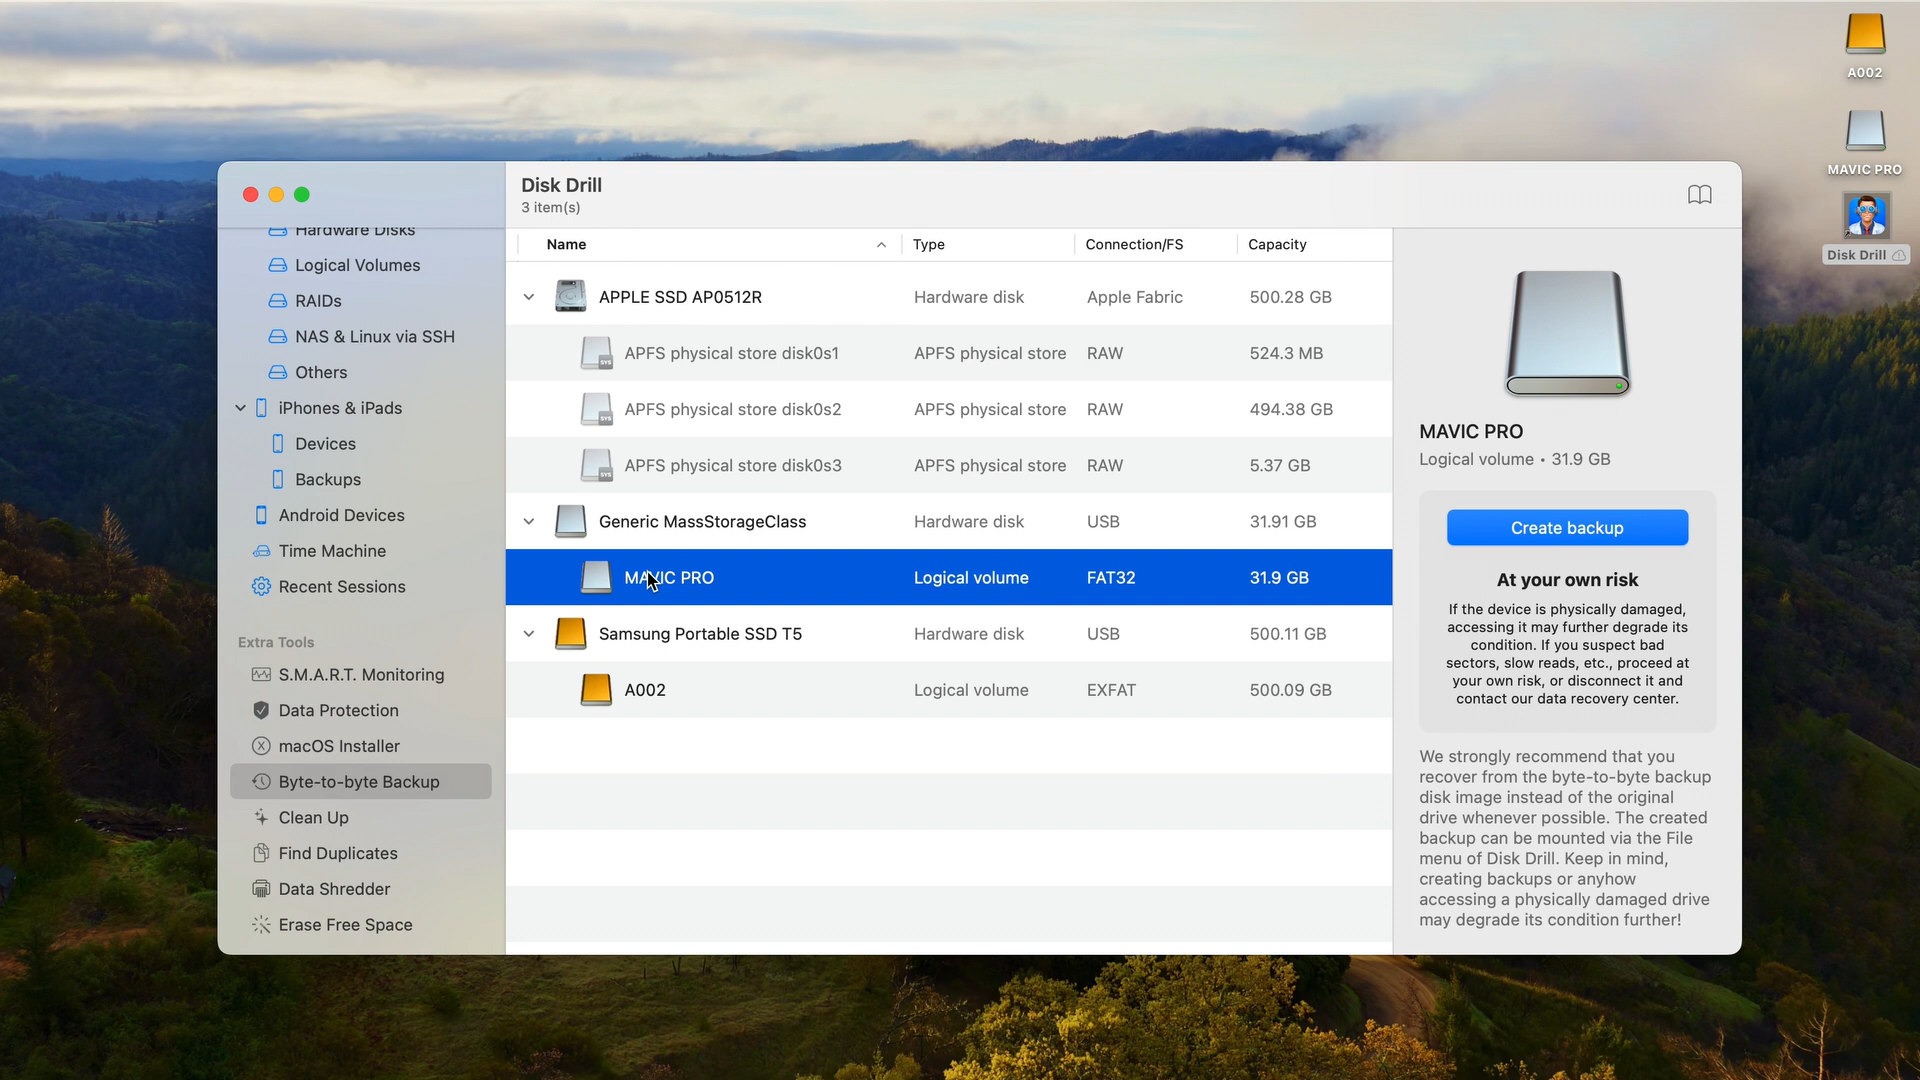 A002
MAVIC PRO
Disk Drill
Disk Drill
3 item(s)
Hardware Disks
Logical Volumes
RAIDs
NAS & Linux via SSH
Others
iPhones & iPads
Devices
Backups
Android Devices
Time Machine
Recent Sessions
Extra Tools
S.M.A.R.T. Monitoring
Data Protection
macOS Installer
Byte-to-byte Backup
Clean Up
Find Duplicates
Data Shredder
Erase Free Space
Name Type Connection/FS Capacity
APPLE SSD AP0512R Hardware disk Apple Fabric 500.28 GB
APFS physical store disk0s1 APFS physical store RAW 524.3 MB
APFS physical store disk0s2 APFS physical store RAW 494.38 GB
APFS physical store disk0s3 APFS physical store RAW 5.37 GB
Generic MassStorageClass Hardware disk USB 31.91 GB
MAVIC PRO Logical volume FAT32 31.9 GB
Samsung Portable SSD T5 Hardware disk USB 500.11 GB
A002 Logical volume EXFAT 500.09 GB
MAVIC PRO
Logical volume • 31.9 GB
Create backup
At your own risk
If the device is physically damaged,
accessing it may further degrade its
condition. If you suspect bad
sectors, slow reads, etc., proceed at
your own risk, or disconnect it and
contact our data recovery center.
We strongly recommend that you
recover from the byte-to-byte backup
disk image instead of the original
drive whenever possible. The created
backup can be mounted via the File
menu of Disk Drill. Keep in mind,
creating backups or anyhow
accessing a physically damaged drive
may degrade its condition further!